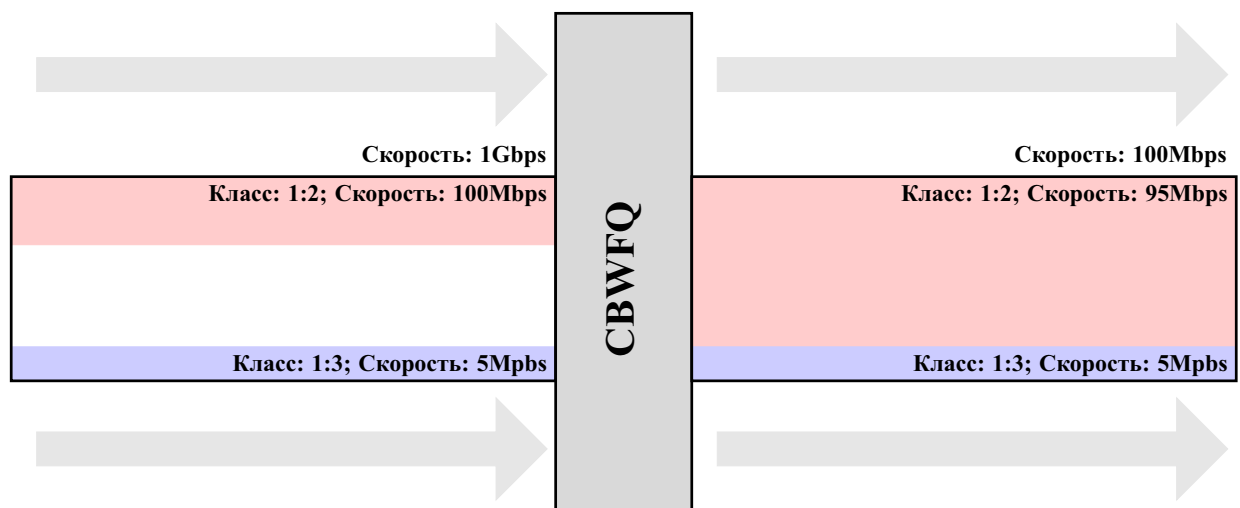 Скорость: 1Gbps
Класс: 1:2; Скорость: 100Mbps
Класс: 1:3; Скорость: 5Mpbs
CBWFQ
Скорость: 100Mbps
Класс: 1:2; Скорость: 95Mbps
Класс: 1:3; Скорость: 5Mpbs